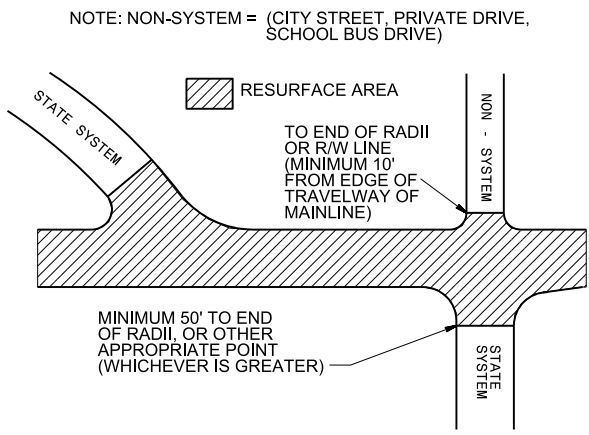 NOTE: NON-SYSTEM = (CITY STREET, PRIVATE DRIVE,
SCHOOL BUS DRIVE)
STATE SYSTEM
RESURFACE AREA
TO END OF RADII
OR R/W LINE
(MINIMUM 10'
FROM EDGE OF
TRAVELWAY OF
MAINLINE)
NON - SYSTEM
MINIMUM 50' TO END
OF RADII, OR OTHER
APPROPRIATE POINT
(WHICHEVER IS GREATER)
STATE
SYSTEM